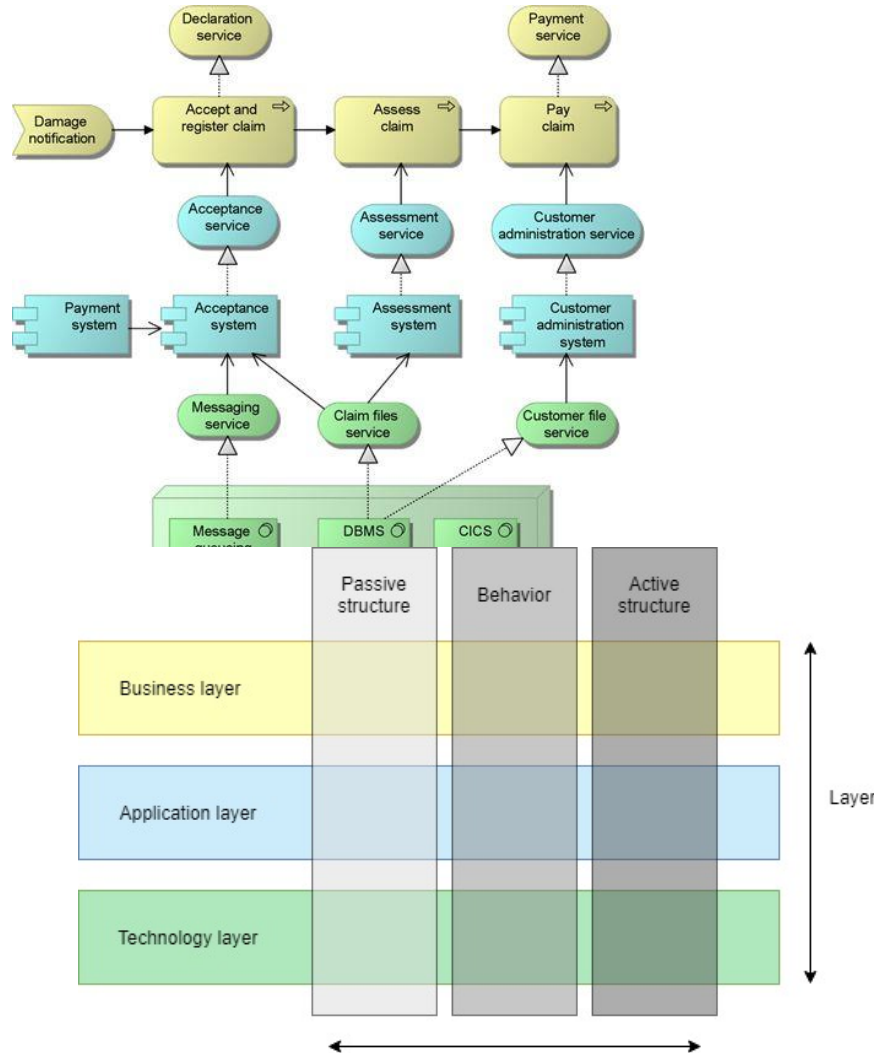 Declaration
service
Payment
service
Damage
notification
Accept and
register claim
Assess
claim
Pay
claim
Acceptance
service
Assessment
service
Customer
administration service
Payment
system
Acceptance
system
Assessment
system
Customer
administration
system
Messaging
service
Claim files
service
Customer file
service
Message
queuing
DBMS
CICS
Passive
structure
Behavior
Active
structure
Business layer
Application layer
Layer
Technology layer